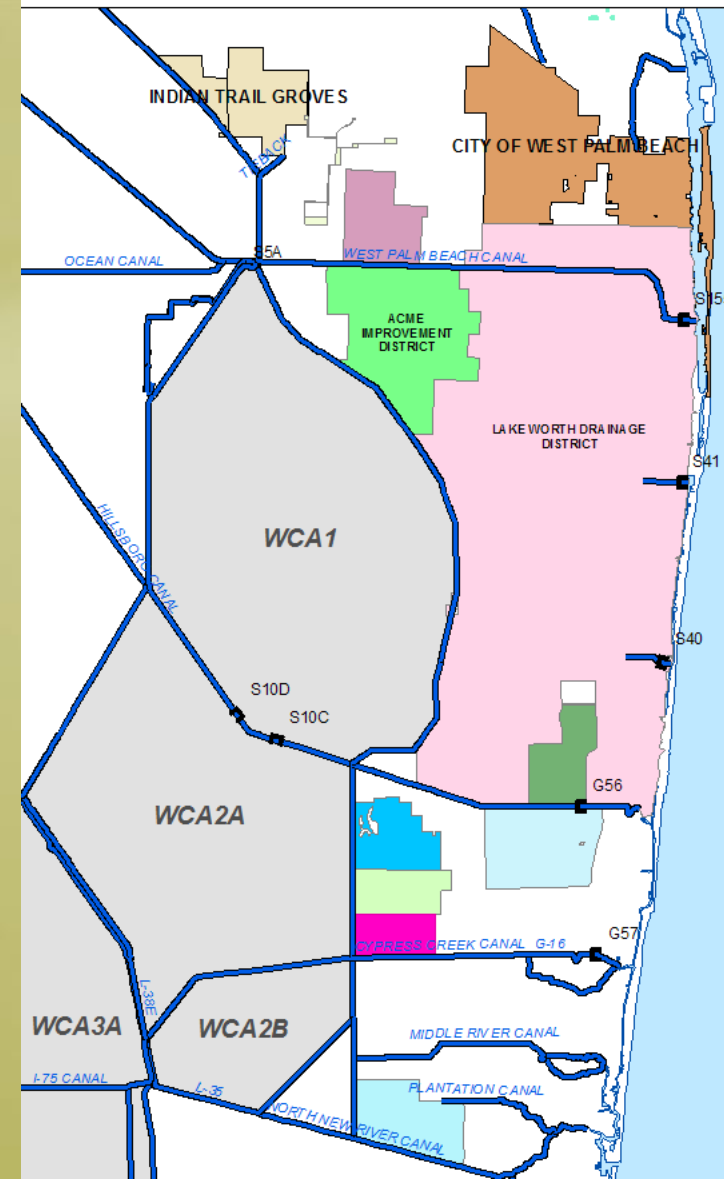 INDIAN TRAIL GROVES
CITY OF WEST PALM BEACH
TIEBACK
S5A
OCEAN CANAL
WEST PALM BEACH CANAL
S155
ACME
IMPROVEMENT
DISTRICT
LAKE WORTH DRAINAGE
DISTRICT
S41
HILLSBORO CANAL
WCA1
S40
S10D
S10C
G56
WCA2A
G57
CYPRESS CREEK CANAL G-16
L-38E
WCA3A
WCA2B
MIDDLE RIVER CANAL
I-75 CANAL
L-35
PLANTATION CANAL
NORTH NEW RIVER CANAL